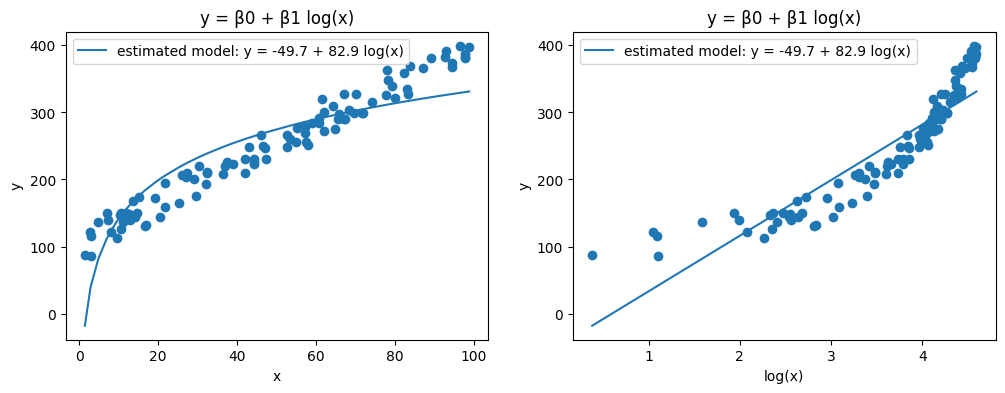 y = β0 + β1 log(x)
estimated model: y = -49.7 + 82.9 log(x)
400
300
200
100
0
y
0 20 40 60 80 100
x
y = β0 + β1 log(x)
estimated model: y = -49.7 + 82.9 log(x)
400
300
200
100
0
y
1 2 3 4
log(x)